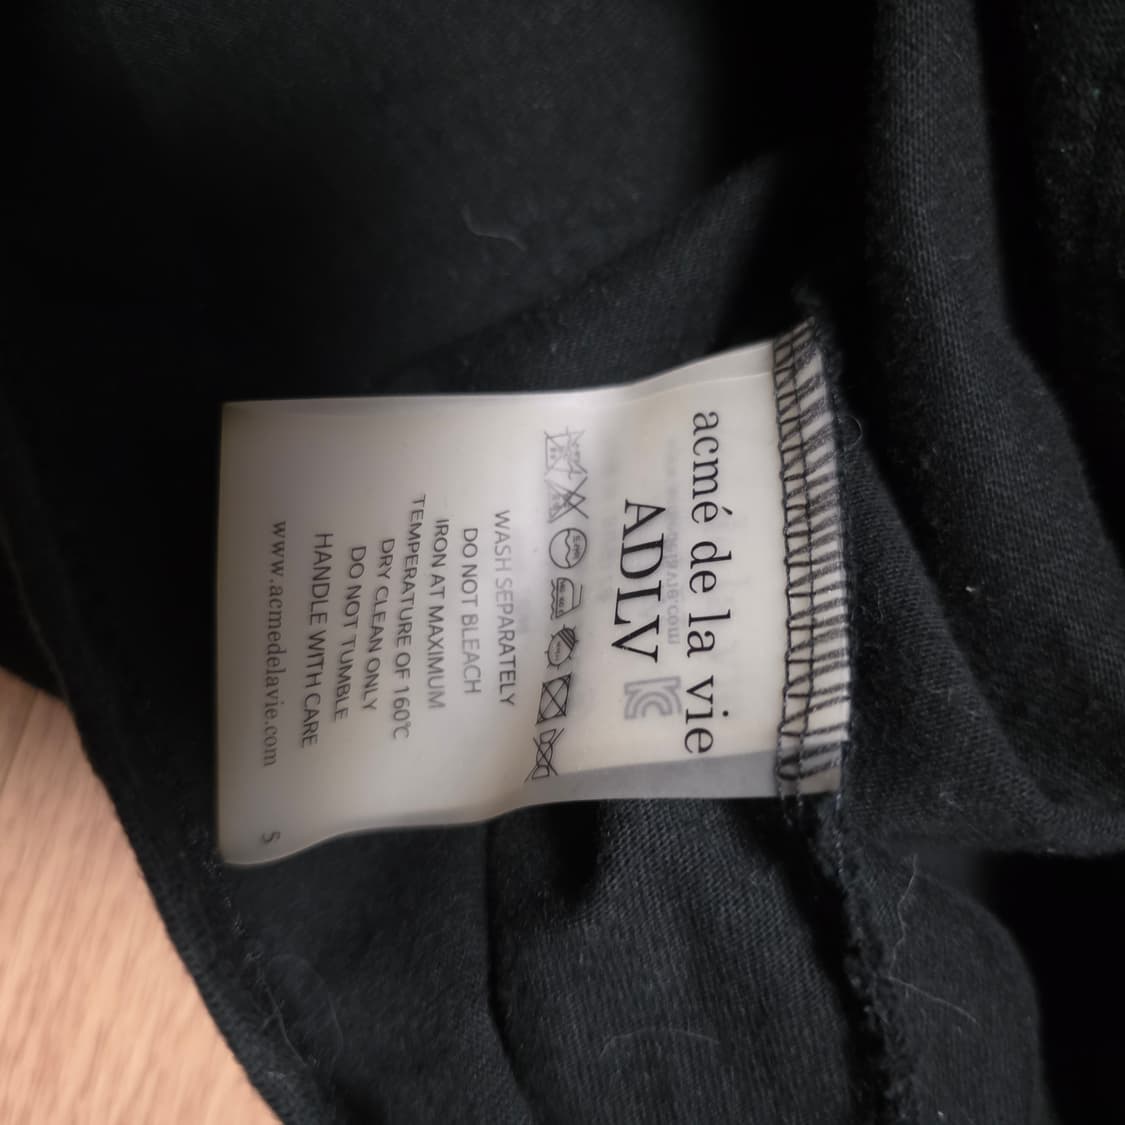 acmé de la vie
ADLV
WASH SEPARATELY
DO NOT BLEACH
IRON AT MAXIMUM
TEMPERATURE OF 160℃
DRY CLEAN ONLY
DO NOT TUMBLE
HANDLE WITH CARE
www.acmedelavie.com
S